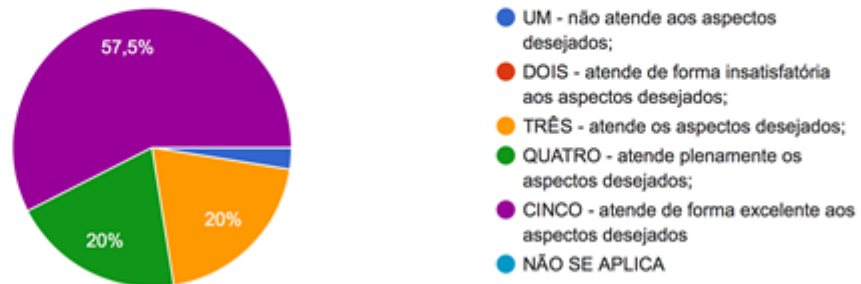 57,5%
20%
20%
UM - não atende aos aspectos
desejados;
DOIS - atende de forma insatisfatória
aos aspectos desejados;
TRÊS - atende os aspectos desejados;
QUATRO - atende plenamente os
aspectos desejados;
CINCO - atende de forma excelente aos
aspectos desejados
NÃO SE APLICA